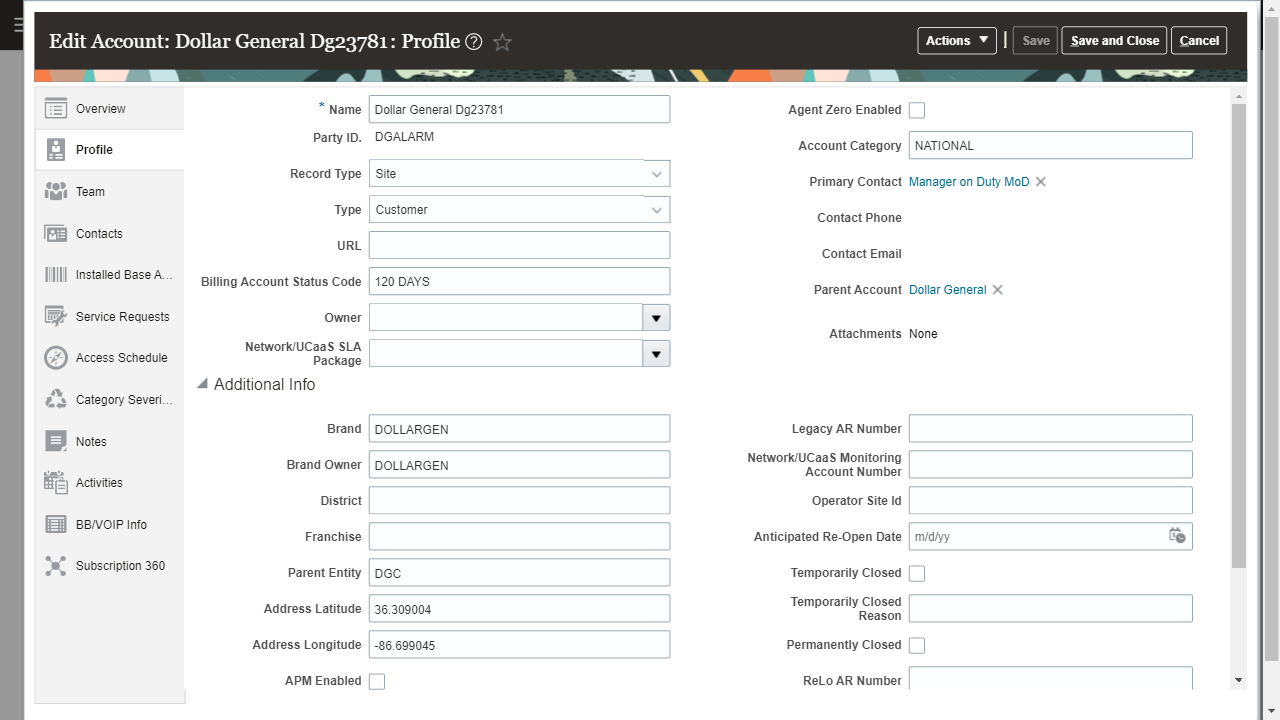 Edit Account: Dollar General Dg23781: Profile
Actions
Save
Save and Close
Cancel
Overview
Profile
Team
Contacts
Installed Base A...
Service Requests
Access Schedule
Category Severi...
Notes
Activities
BB/VOIP Info
Subscription 360
* Name Dollar General Dg23781
Party ID. DGALARM
Record Type Site
Type Customer
URL
Billing Account Status Code 120 DAYS
Owner
Network/UCaaS SLA
Package
Agent Zero Enabled
Account Category NATIONAL
Primary Contact Manager on Duty MoD
Contact Phone
Contact Email
Parent Account Dollar General
Attachments None
Additional Info
Brand DOLLARGEN
Brand Owner DOLLARGEN
District
Franchise
Parent Entity DGC
Address Latitude 36.309004
Address Longitude -86.699045
APM Enabled
Legacy AR Number
Network/UCaaS Monitoring
Account Number
Operator Site Id
Anticipated Re-Open Date m/d/yy
Temporarily Closed
Temporarily Closed
Reason
Permanently Closed
ReLo AR Number